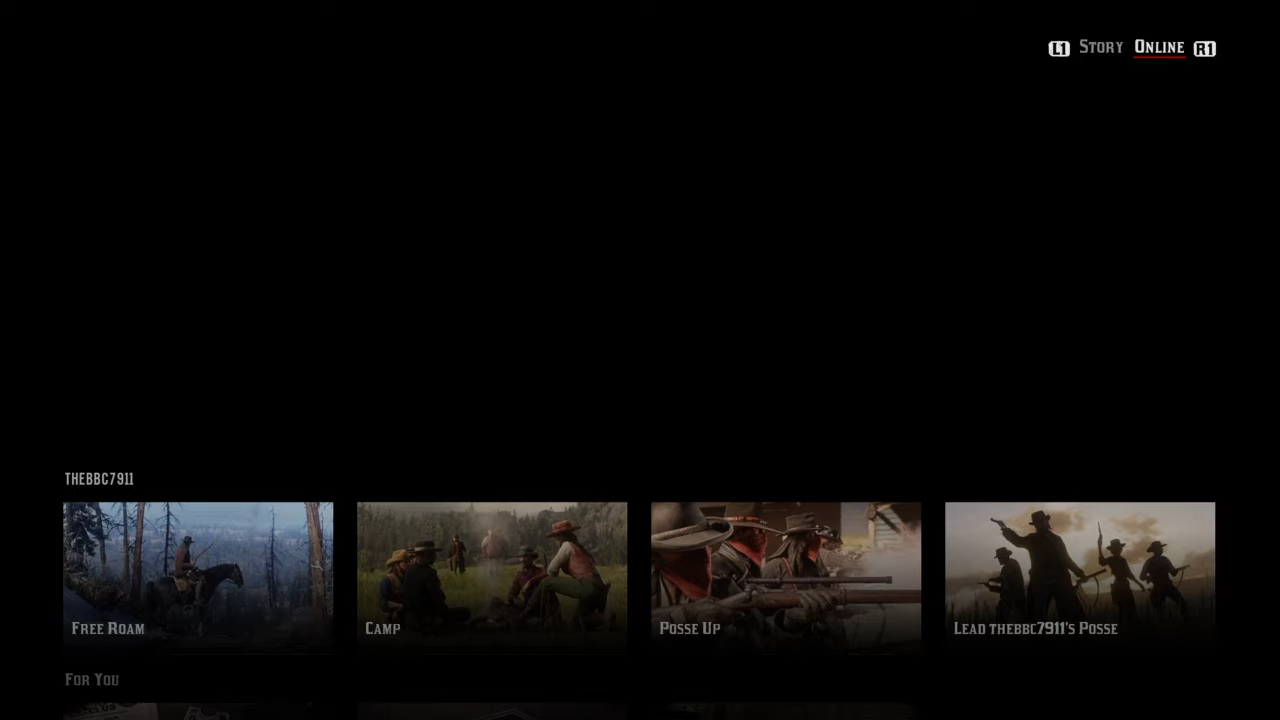 L1 Story Online R1
THEBBC7911
Free Roam
Camp
Posse Up
Lead thebbc7911's Posse
For You